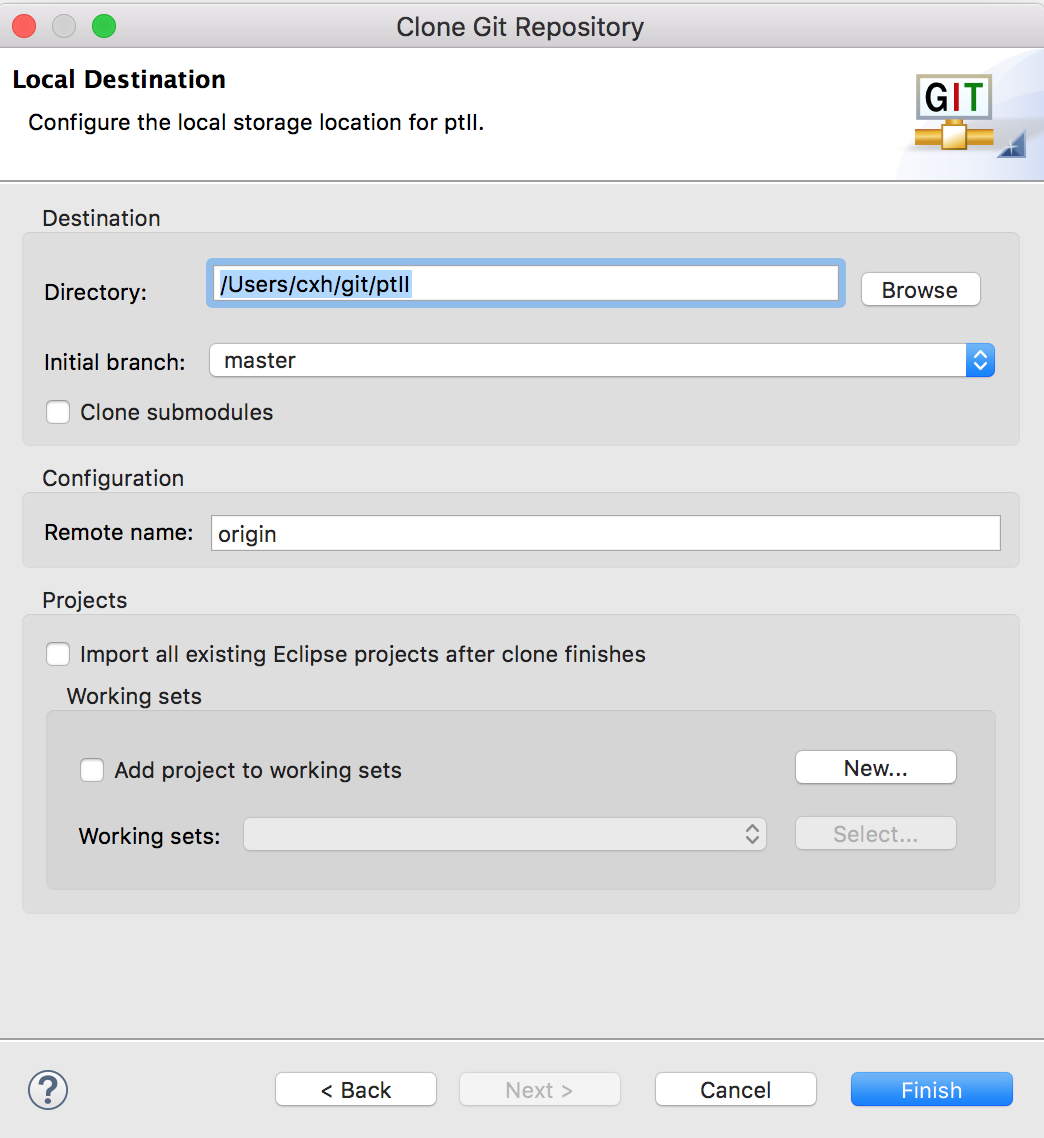 Clone Git Repository
Local Destination
Configure the local storage location for ptII.
GIT
Destination
Directory: /Users/cxh/git/ptII Browse
Initial branch: master
Clone submodules
Configuration
Remote name: origin
Projects
Import all existing Eclipse projects after clone finishes
Working sets
Add project to working sets New...
Working sets: Select...
? < Back Next > Cancel Finish